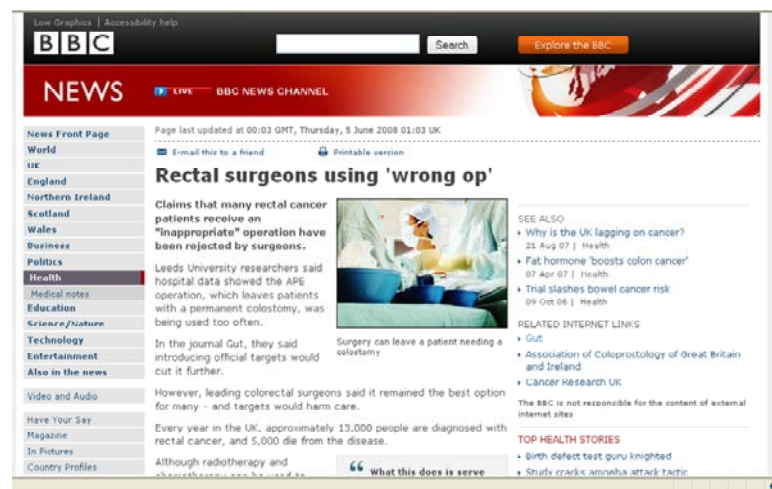 Low Graphics | Accessibility help
BBC
Search
Explore the BBC
NEWS
LIVE BBC NEWS CHANNEL
News Front Page
World
UK
England
Northern Ireland
Scotland
Wales
Business
Politics
Health
Medical notes
Education
Science/Nature
Technology
Entertainment
Also in the news
Video and Audio
Have Your Say
Magazine
In Pictures
Country Profiles
Page last updated at 00:03 GMT, Thursday, 5 June 2008 01:03 UK
E-mail this to a friend
Printable version
Rectal surgeons using 'wrong op'
Claims that many rectal cancer
patients receive an
"inappropriate" operation have
been rejected by surgeons.
Leeds University researchers said
hospital data showed the APE
operation, which leaves patients
with a permanent colostomy, was
being used too often.
In the journal Gut, they said
introducing official targets would
cut it further.
Surgery can leave a patient needing a
colostomy
However, leading colorectal surgeons said it remained the best option
for many - and targets would harm care.
Every year in the UK, approximately 13,000 people are diagnosed with
rectal cancer, and 5,000 die from the disease.
Although radiotherapy and
chemotherapy can be used to
“ What this does is serve
SEE ALSO
Why is the UK lagging on cancer?
21 Aug 07 | Health
Fat hormone 'boosts colon cancer'
07 Apr 07 | Health
Trial slashes bowel cancer risk
09 Oct 06 | Health
RELATED INTERNET LINKS
Gut
Association of Coloproctology of Great Britain
and Ireland
Cancer Research UK
The BBC is not responsible for the content of external
internet sites
TOP HEALTH STORIES
Birth defect test guru knighted
Study cracks amoeba attack tactic